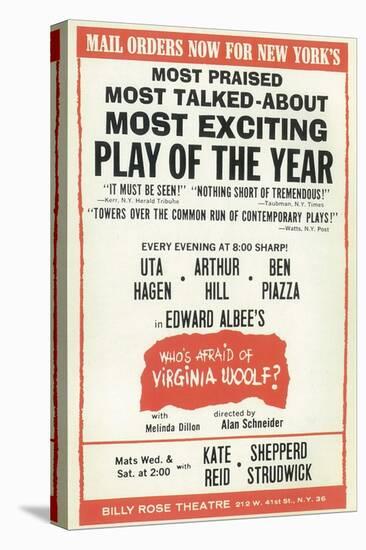 MAIL ORDERS NOW FOR NEW YORK'S
MOST PRAISED
MOST TALKED-ABOUT
MOST EXCITING
PLAY OF THE YEAR
"IT MUST BE SEEN!" "NOTHING SHORT OF TREMENDOUS!"
—Kerr, N.Y. Herald Tribune —Taubman, N.Y. Times
"TOWERS OVER THE COMMON RUN OF CONTEMPORARY PLAYS!"
—Watts, N.Y. Post
EVERY EVENING AT 8:00 SHARP!
UTA • ARTHUR • BEN
HAGEN HILL PIAZZA
in EDWARD ALBEE'S
WHO'S AFRAID OF
VIRGINIA WOOLF?
with directed by
Melinda Dillon Alan Schneider
Mats Wed. & Sat. at 2:00 with
KATE • SHEPPERD
REID STRUDWICK
BILLY ROSE THEATRE 212 W. 41st St., N.Y. 36